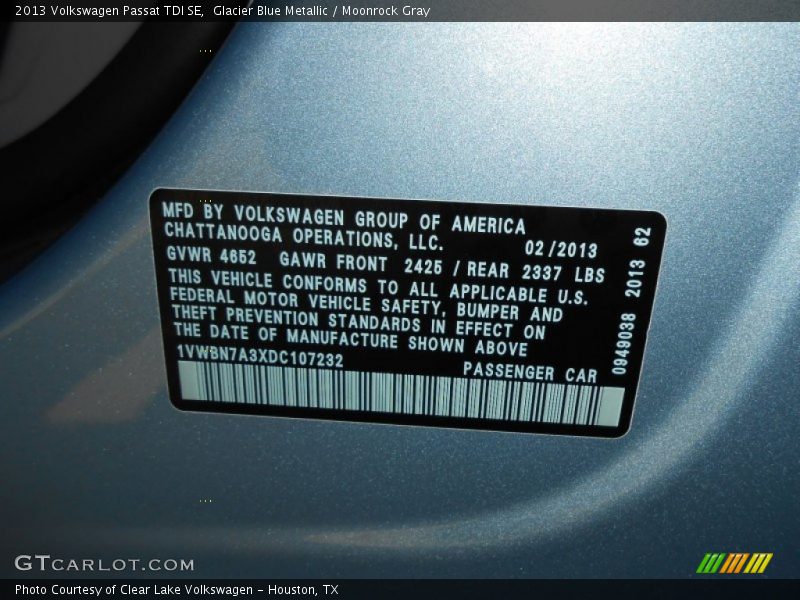 2013 Volkswagen Passat TDI SE,  Glacier Blue Metallic / Moonrock Gray
MFD BY VOLKSWAGEN GROUP OF AMERICA
CHATTANOOGA OPERATIONS, LLC.  02/2013
GVWR 4652  GAWR FRONT  2425 / REAR 2337 LBS
THIS VEHICLE CONFORMS TO ALL APPLICABLE U.S.
FEDERAL MOTOR VEHICLE SAFETY, BUMPER AND
THEFT PREVENTION STANDARDS IN EFFECT ON
THE DATE OF MANUFACTURE SHOWN ABOVE
1VWBN7A3XDC107232  PASSENGER CAR
0949038  2013  62
GTCARLOT.COM
Photo Courtesy of Clear Lake Volkswagen - Houston, TX